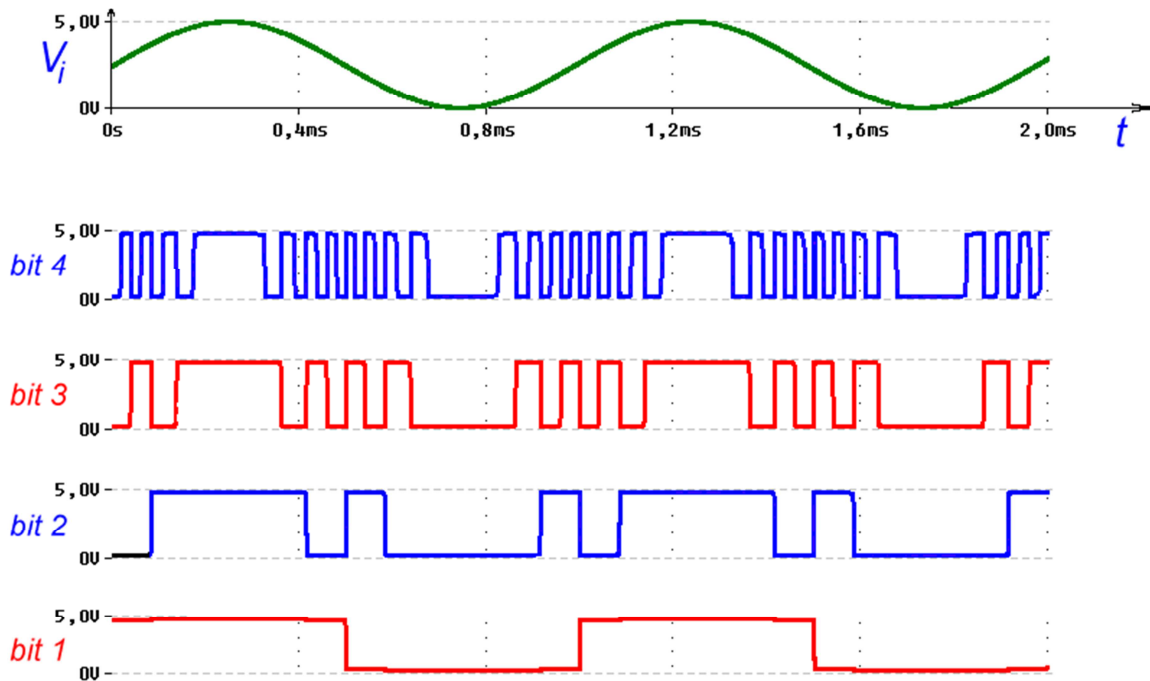 5,0V
Vi
0V
0s 0,4ms 0,8ms 1,2ms 1,6ms 2,0ms
t
5,0V
bit 4
0V
5,0V
bit 3
0V
5,0V
bit 2
0V
5,0V
bit 1
0V